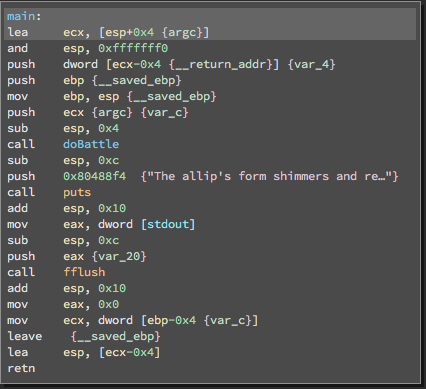 main:
lea ecx, [esp+0x4 {argc}]
and esp, 0xfffffff0
push dword [ecx-0x4 {__return_addr}] {var_4}
push ebp {__saved_ebp}
mov ebp, esp {__saved_ebp}
push ecx {argc} {var_c}
sub esp, 0x4
call doBattle
sub esp, 0xc
push 0x80488f4 {"The allip's form shimmers and re…"}
call puts
add esp, 0x10
mov eax, dword [stdout]
sub esp, 0xc
push eax {var_20}
call fflush
add esp, 0x10
mov eax, 0x0
mov ecx, dword [ebp-0x4 {var_c}]
leave {__saved_ebp}
lea esp, [ecx-0x4]
retn